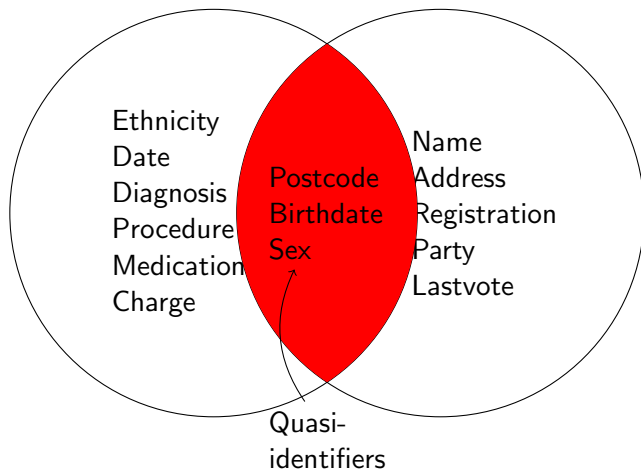 Ethnicity
Date
Diagnosis
Procedure
Medication
Charge
Postcode
Birthdate
Sex
Name
Address
Registration
Party
Lastvote
Quasi-
identifiers